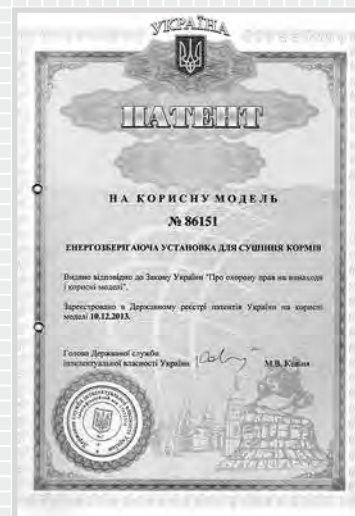 УКРАЇНА
ПАТЕНТ
НА КОРИСНУ МОДЕЛЬ
№ 86151
ЕНЕРГОЗБЕРІГАЮЧА УСТАНОВКА ДЛЯ СУШІННЯ КОРМІВ
Видано відповідно до Закону України "Про охорону прав на винаходи
і корисні моделі".
Зареєстровано в Державному реєстрі патентів України на корисні
моделі 10.12.2013.
Голова Державної служби
інтелектуальної власності України
М.В.